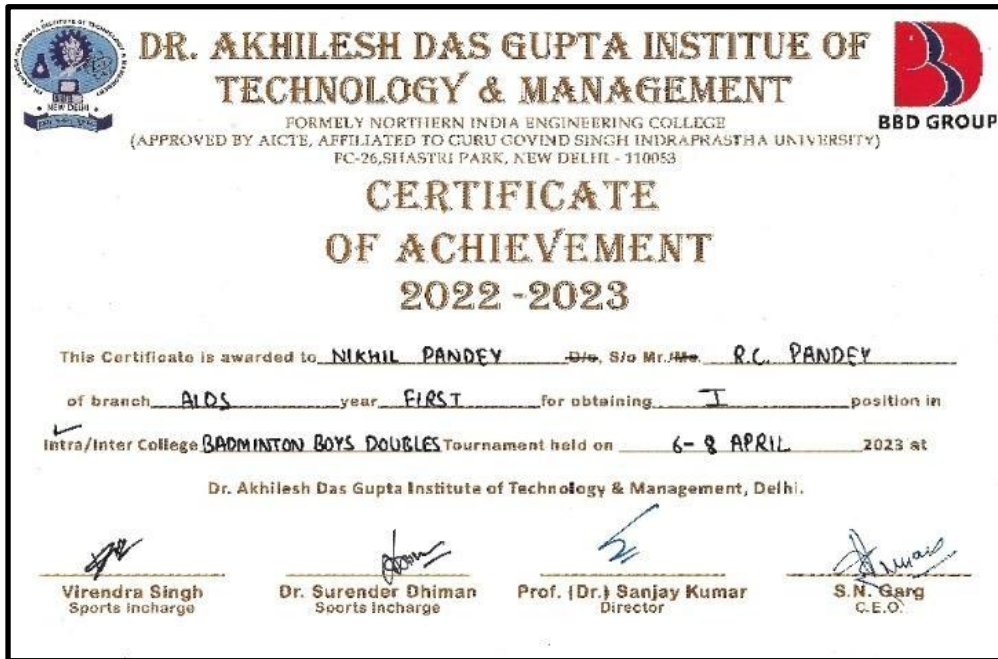 NEW DELHI
DR. AKHILESH DAS GUPTA INSTITUE OF
TECHNOLOGY & MANAGEMENT
BBD GROUP
FORMELY NORTHERN INDIA ENGINEERING COLLEGE
(APPROVED BY AICTE, AFFILIATED TO GURU GOVIND SINGH INDRAPRASTHA UNIVERSITY)
FC-26,SHASTRI PARK, NEW DELHI - 110053
CERTIFICATE
OF ACHIEVEMENT
2022 -2023
This Certificate is awarded to NIKHIL PANDEY D/o, S/o Mr./Ms. R.C. PANDEY
of branch AIDS year FIRST for obtaining I position in
Intra/Inter College BADMINTON BOYS DOUBLES Tournament held on 6-8 APRIL 2023 at
Dr. Akhilesh Das Gupta Institute of Technology & Management, Delhi.
Virendra Singh Dr. Surender Dhiman Prof. (Dr.) Sanjay Kumar S.N. Garg
Sports Incharge Sports Incharge Director C.E.O.